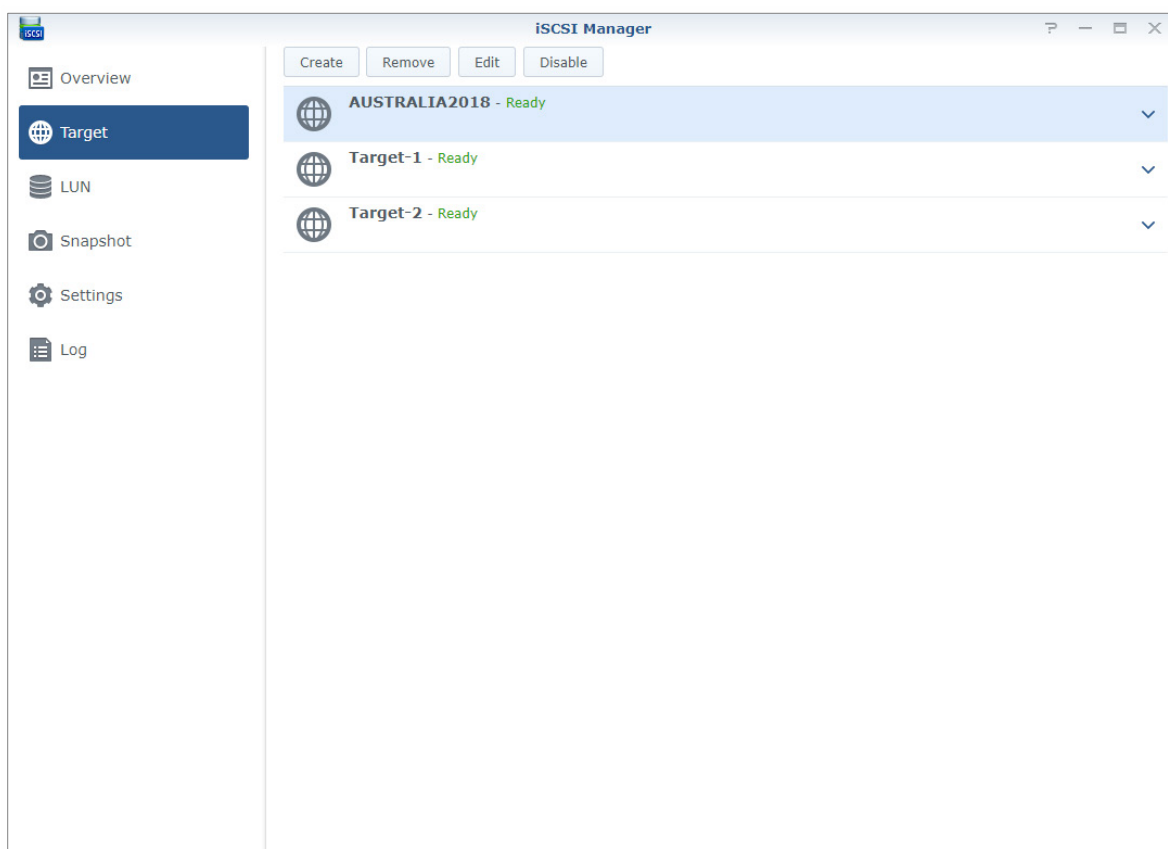 iSCSI
iSCSI Manager
Create Remove Edit Disable
Overview
Target
LUN
Snapshot
Settings
Log
AUSTRALIA2018 - Ready
Target-1 - Ready
Target-2 - Ready